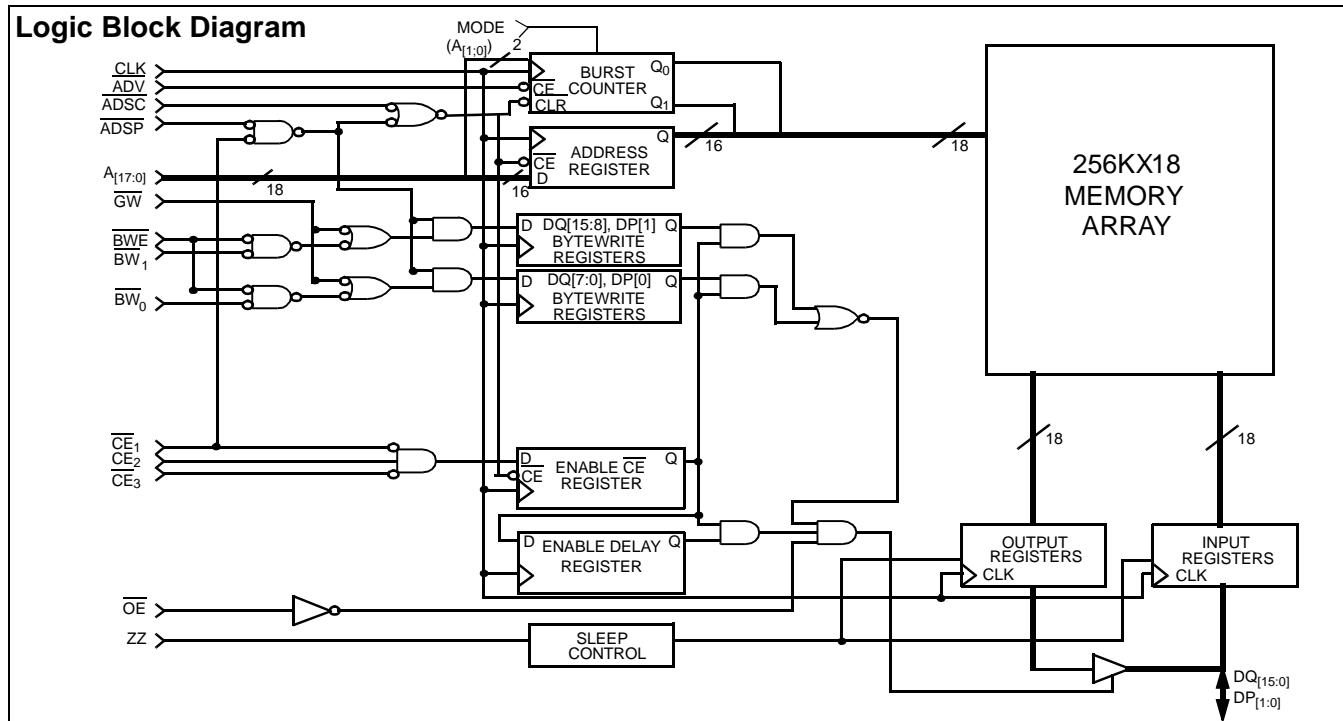 Logic Block Diagram
MODE
(A[1;0])
2
CLK
ADV
ADSC
ADSP
A[17:0]
GW
BWE
BW1
BW0
CE1
CE2
CE3
OE
ZZ
18
16
BURST
COUNTER
CE
CLR
Q0
Q1
ADDRESS
REGISTER
CE
D
Q
16
18
D DQ[15:8], DP[1] Q
BYTEWRITE
REGISTERS
D DQ[7:0], DP[0] Q
BYTEWRITE
REGISTERS
D ENABLE CE Q
CE REGISTER
D ENABLE DELAY Q
REGISTER
SLEEP
CONTROL
256KX18
MEMORY
ARRAY
18
18
OUTPUT
REGISTERS
CLK
INPUT
REGISTERS
CLK
DQ[15:0]
DP[1:0]